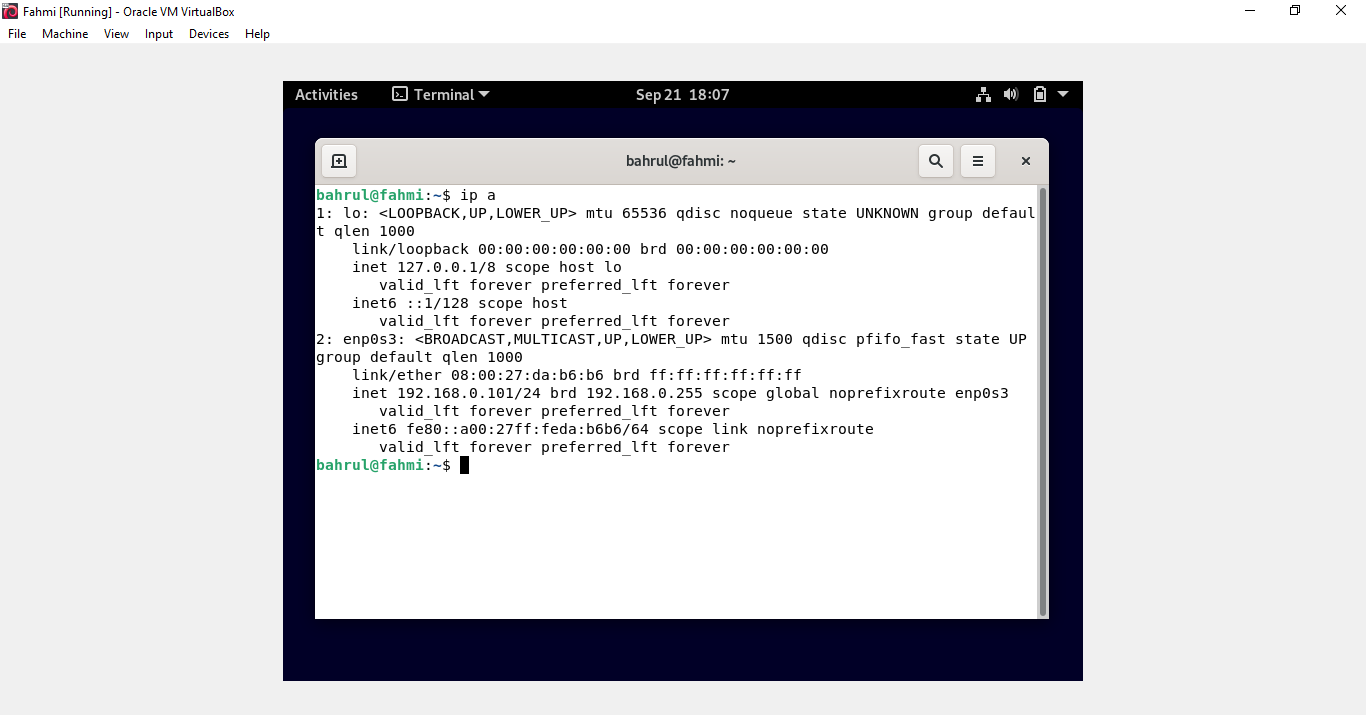 Fahmi [Running] - Oracle VM VirtualBox
File Machine View Input Devices Help
Activities Terminal Sep 21 18:07
bahrul@fahmi: ~
bahrul@fahmi:~$ ip a
1: lo: <LOOPBACK,UP,LOWER_UP> mtu 65536 qdisc noqueue state UNKNOWN group defaul
t qlen 1000
    link/loopback 00:00:00:00:00:00 brd 00:00:00:00:00:00
    inet 127.0.0.1/8 scope host lo
       valid_lft forever preferred_lft forever
    inet6 ::1/128 scope host
       valid_lft forever preferred_lft forever
2: enp0s3: <BROADCAST,MULTICAST,UP,LOWER_UP> mtu 1500 qdisc pfifo_fast state UP
group default qlen 1000
    link/ether 08:00:27:da:b6:b6 brd ff:ff:ff:ff:ff:ff
    inet 192.168.0.101/24 brd 192.168.0.255 scope global noprefixroute enp0s3
       valid_lft forever preferred_lft forever
    inet6 fe80::a00:27ff:feda:b6b6/64 scope link noprefixroute
       valid_lft forever preferred_lft forever
bahrul@fahmi:~$